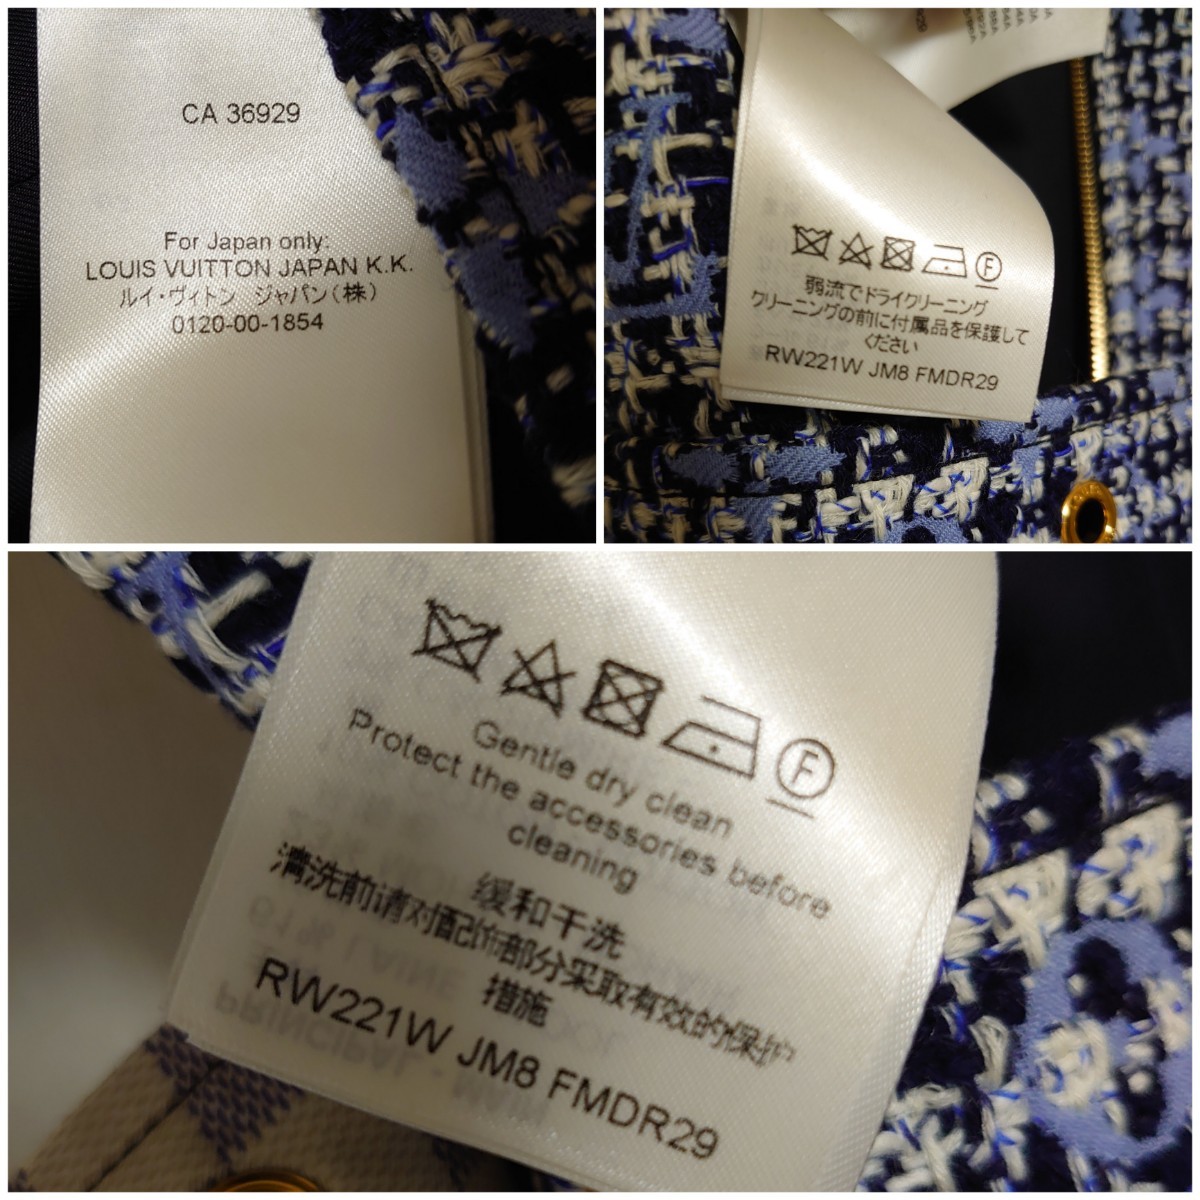 CA 36929
For Japan only:
LOUIS VUITTON JAPAN K.K.
ルイ・ヴィトン ジャパン(株)
0120-00-1854
F
弱流でドライクリーニング
クリーニングの前に付属品を保護して
ください
RW221W JM8 FMDR29
F
Gentle dry clean
Protect the accessories before
cleaning
缓和干洗
清洗前请对配饰部分采取有效的保护
措施
RW221W JM8 FMDR29